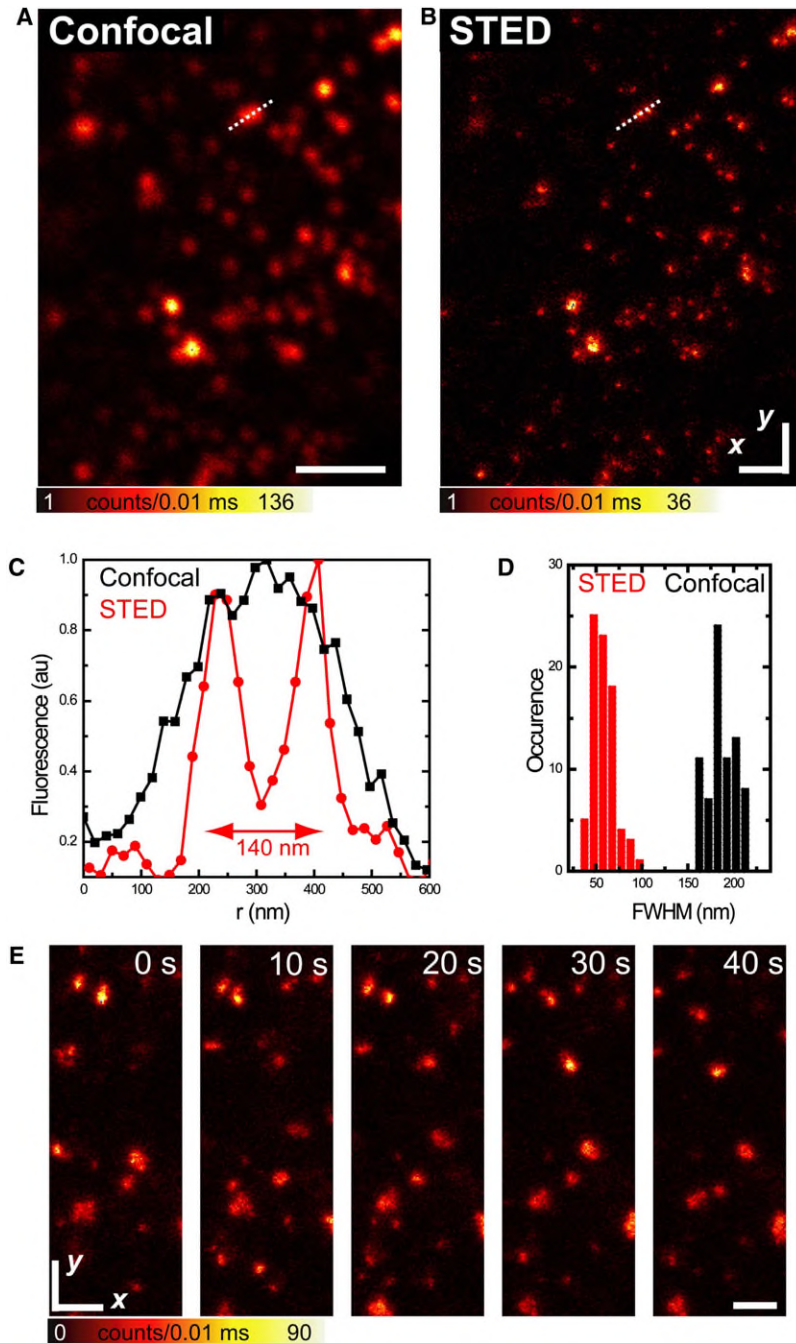 A
Confocal
B
STED
y
x
1 counts/0.01 ms 136
1 counts/0.01 ms 36
C
Confocal
STED
1.0
0.8
0.6
0.4
0.2
Fluorescence (au)
140 nm
0 100 200 300 400 500 600
r (nm)
D
STED Confocal
30
20
10
0
Occurence
50 100 150 200
FWHM (nm)
E
0 s
10 s
20 s
30 s
40 s
y
x
0 counts/0.01 ms 90